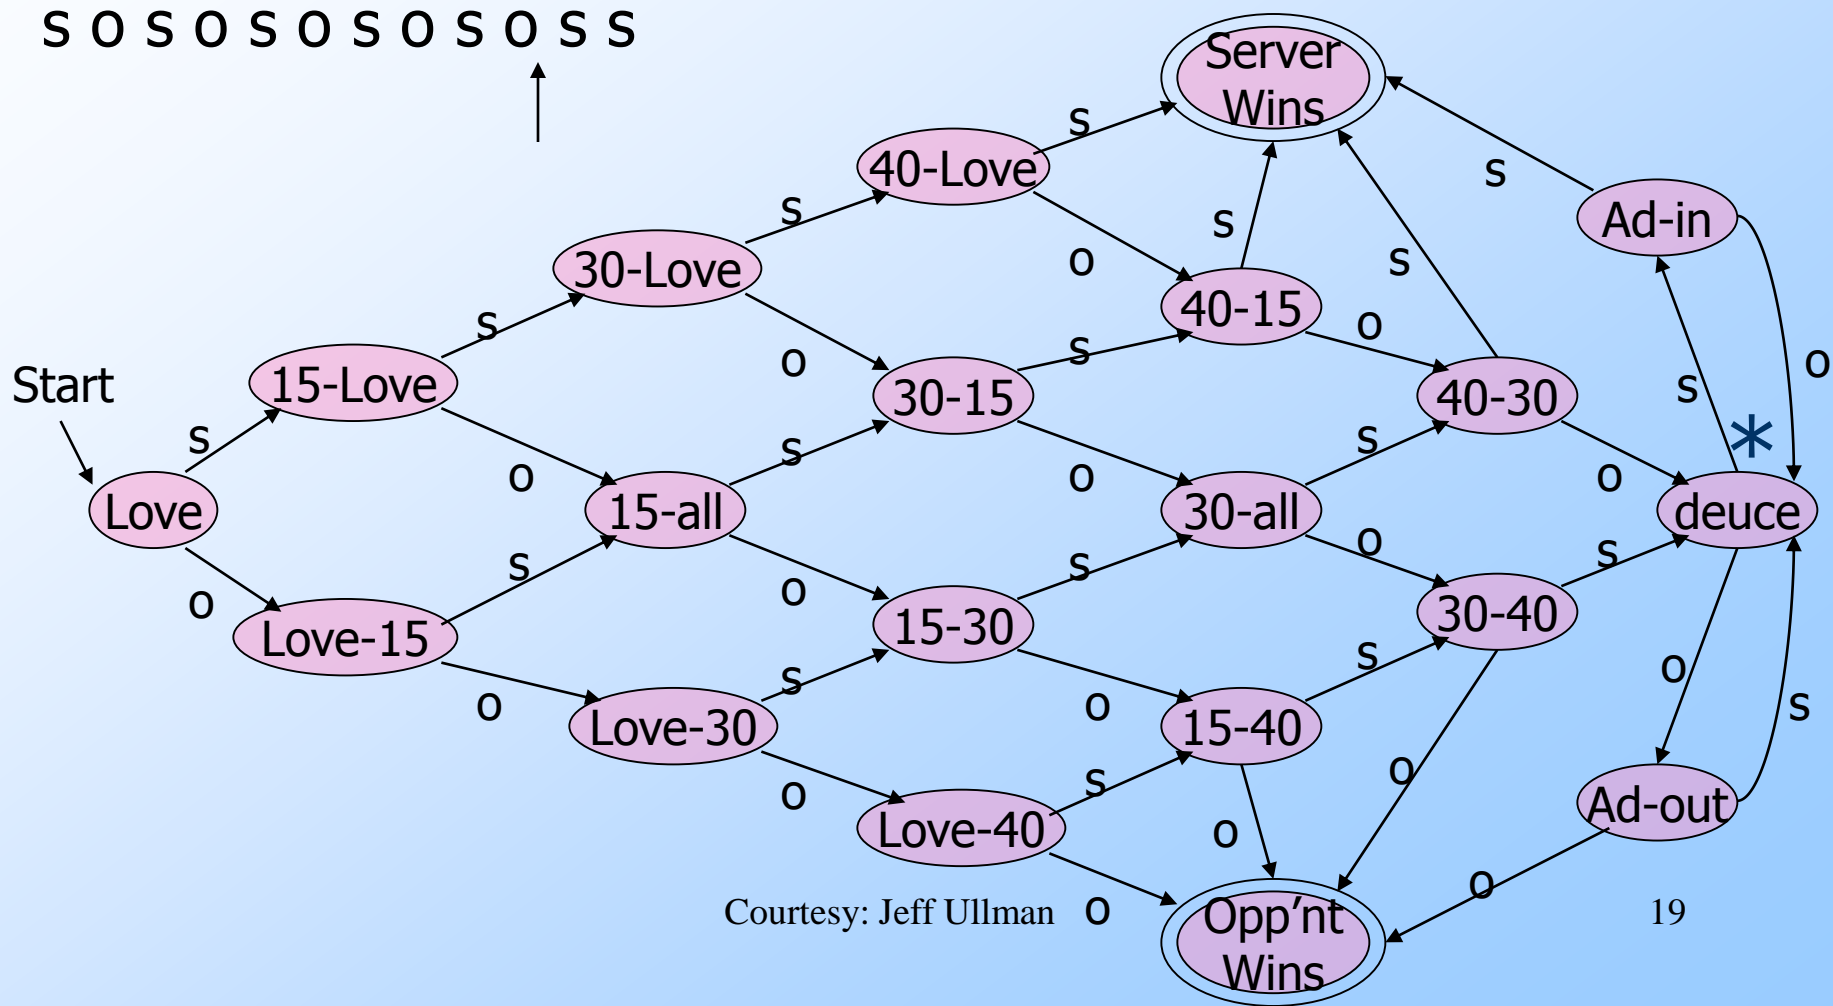 s o s o s o s o s o s s
Server
Wins
s
40-Love
s
Ad-in
s
s
30-Love
o
s
40-15
s
o
o
s
15-Love
o
s
30-15
40-30
s
Start
s
s
s
*
Love
o
15-all
o
30-all
o
deuce
s
o
s
s
o
Love-15
o
15-30
30-40
s
s
o
o
Love-30
o
15-40
s
o
s
o
Love-40
o
Ad-out
o
Courtesy: Jeff Ullman
o
Opp'nt
Wins
19